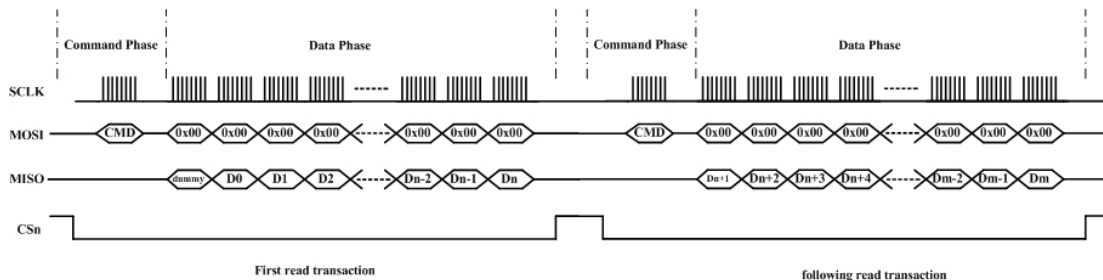 Command Phase Data Phase Command Phase Data Phase
SCLK
MOSI CMD 0x00 0x00 0x00 0x00 0x00 0x00 0x00 CMD 0x00 0x00 0x00 0x00 0x00 0x00 0x00
MISO dummy D0 D1 D2 Dn-2 Dn-1 Dn Dn+1 Dn+2 Dn+3 Dn+4 Dm-2 Dm-1 Dm
CSn
First read transaction following read transaction